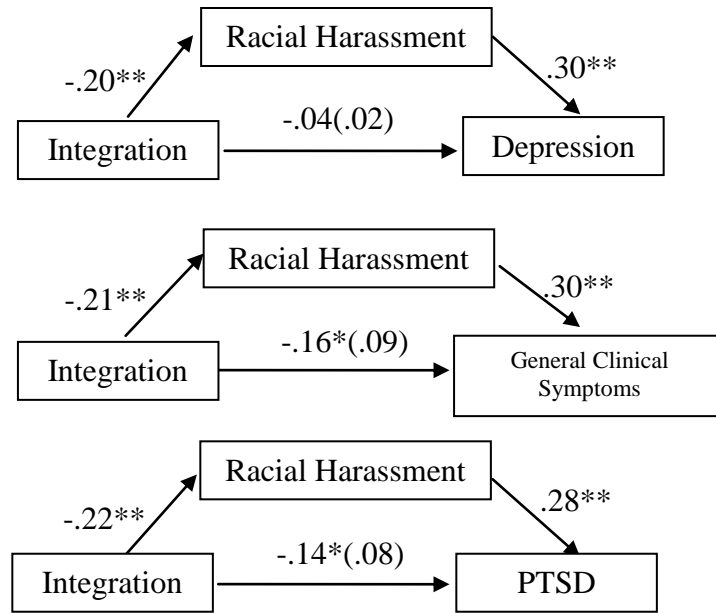 Racial Harassment
-.20**
.30**
-.04(.02)
Integration
Depression
Racial Harassment
-.21**
.30**
-.16*(.09)
Integration
General Clinical
Symptoms
Racial Harassment
-.22**
.28**
-.14*(.08)
Integration
PTSD